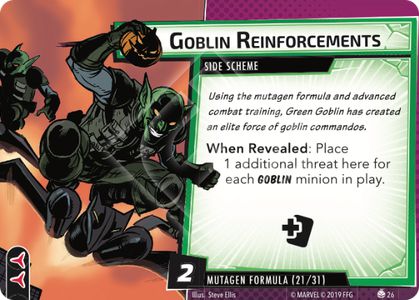 GOBLIN REINFORCEMENTS
SIDE SCHEME
Using the mutagen formula and advanced
combat training, Green Goblin has created
an elite force of goblin commandos.
When Revealed: Place
1 additional threat here for
each GOBLIN minion in play.
2
MUTAGEN FORMULA (21/31)
Illus. Steve Ellis
© MARVEL © 2019 FFG
26